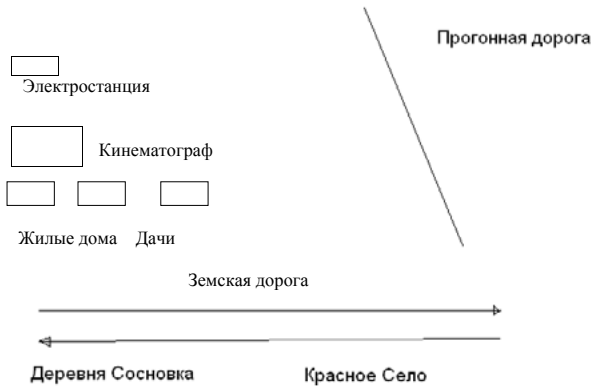 Прогонная дорога
Электростанция
Кинематограф
Жилые дома Дачи
Земская дорога
Деревня Сосновка Красное Село